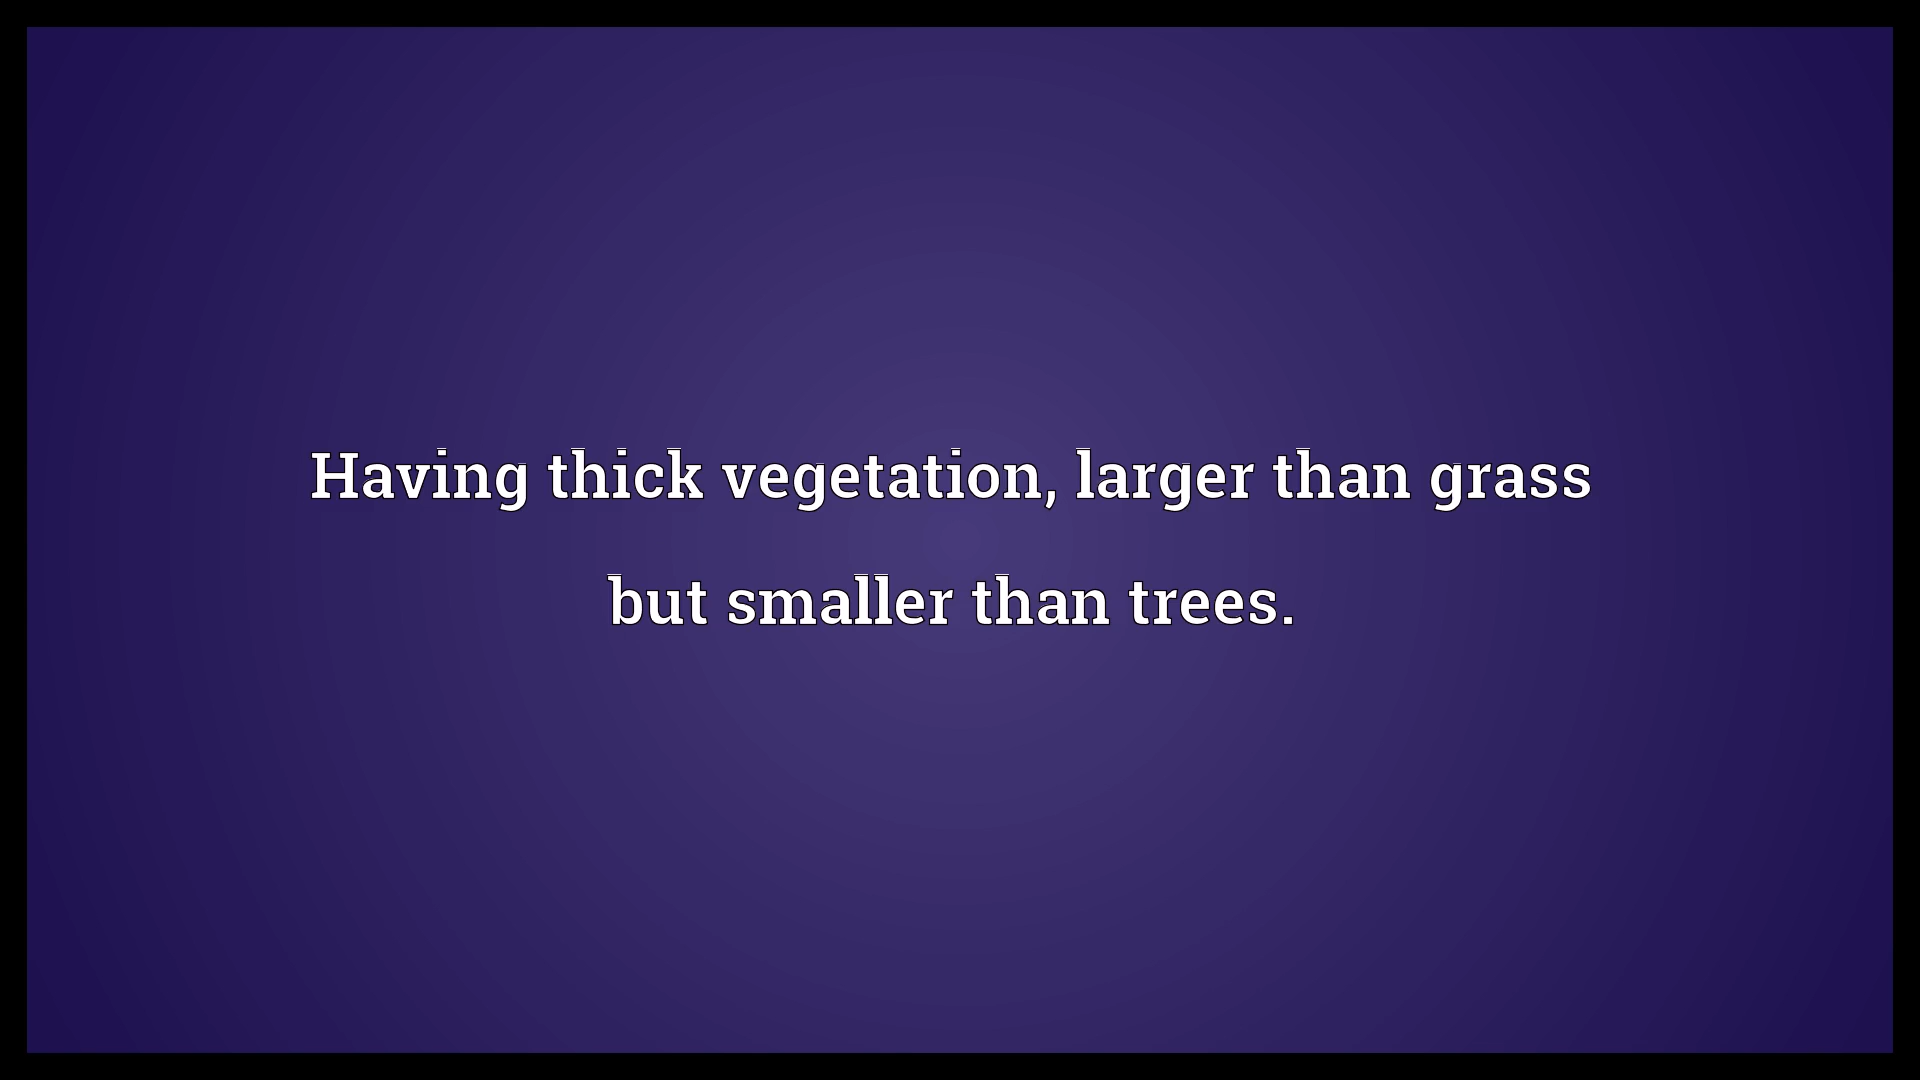 Having thick vegetation, larger than grass
but smaller than trees.